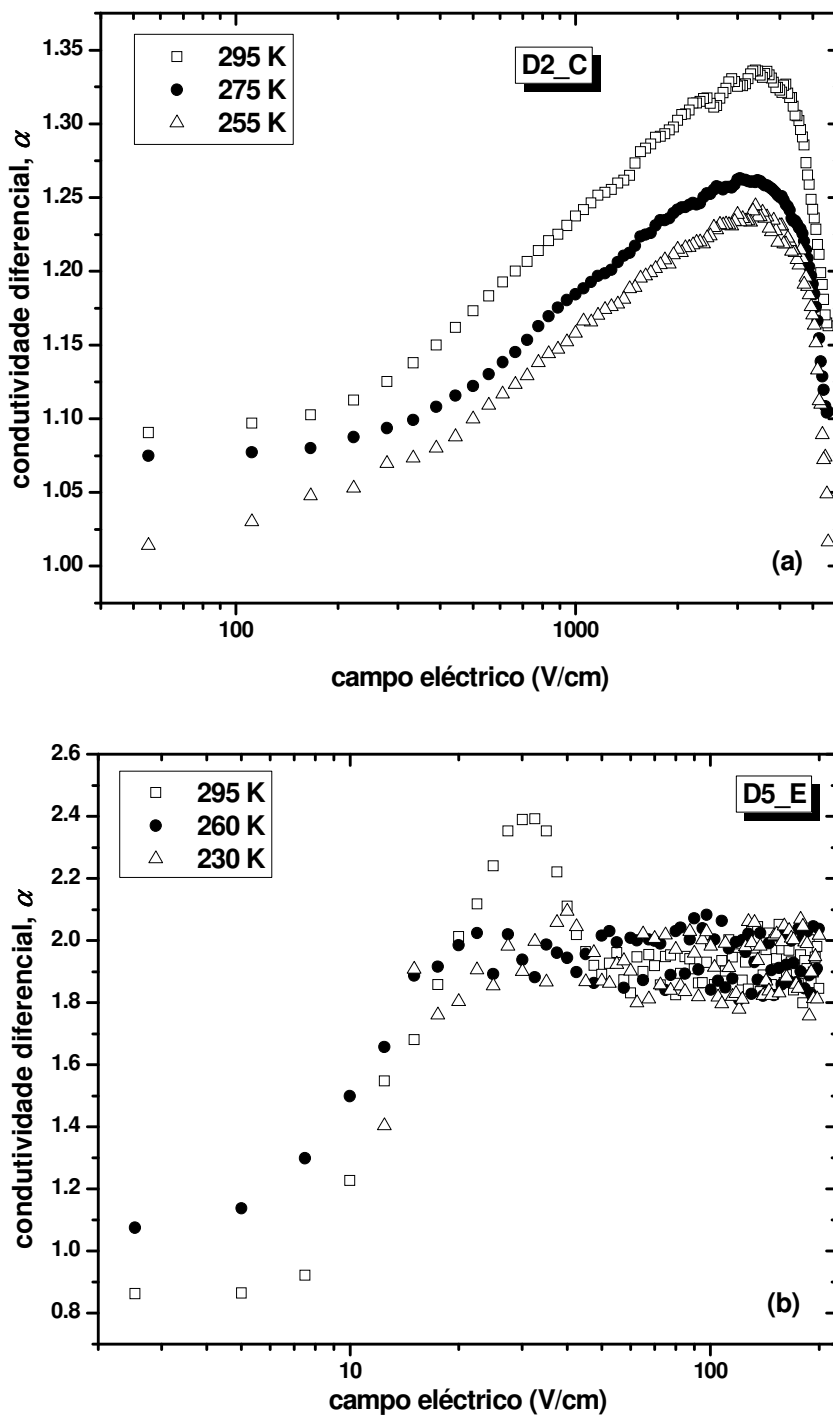 1.35
1.30
1.25
1.20
1.15
1.10
1.05
1.00
condutividade diferencial, α
295 K
275 K
255 K
D2_C
(a)
100
1000
campo eléctrico (V/cm)
2.6
2.4
2.2
2.0
1.8
1.6
1.4
1.2
1.0
0.8
condutividade diferencial, α
295 K
260 K
230 K
D5_E
(b)
10
100
campo eléctrico (V/cm)